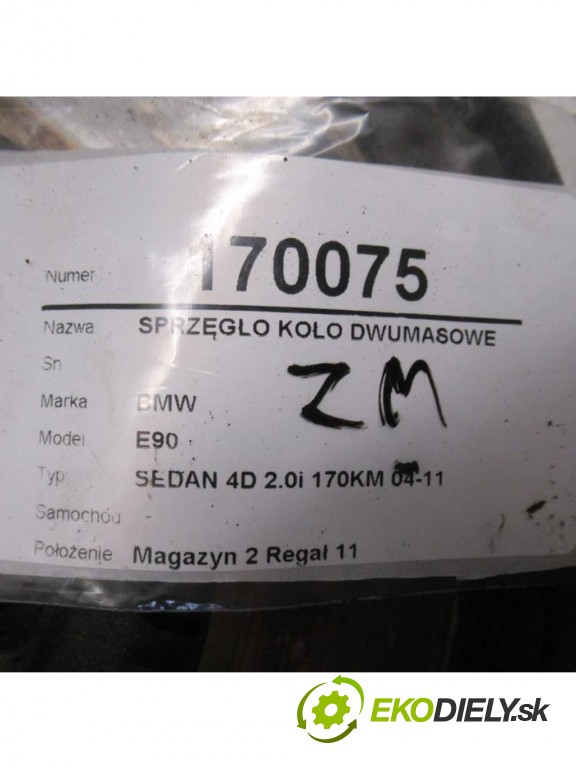 Numer 170075
Nazwa SPRZĘGŁO KOŁO DWUMASOWE
Sn
ZM
Marka BMW
Model E90
Typ SEDAN 4D 2.0i 170KM 04-11
Samochód
Położenie Magazyn 2 Regał 11
EKODIELY.sk